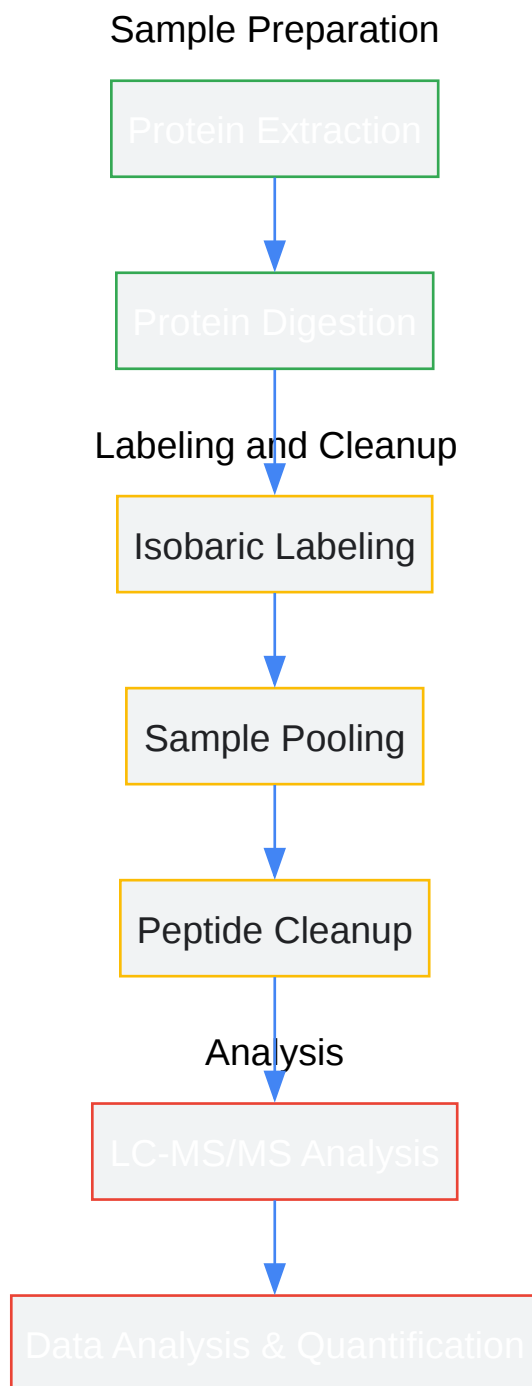 Sample Preparation
Protein Extraction
Protein Digestion
Labeling and Cleanup
Isobaric Labeling
Sample Pooling
Peptide Cleanup
Analysis
LC-MS/MS Analysis
Data Analysis & Quantification